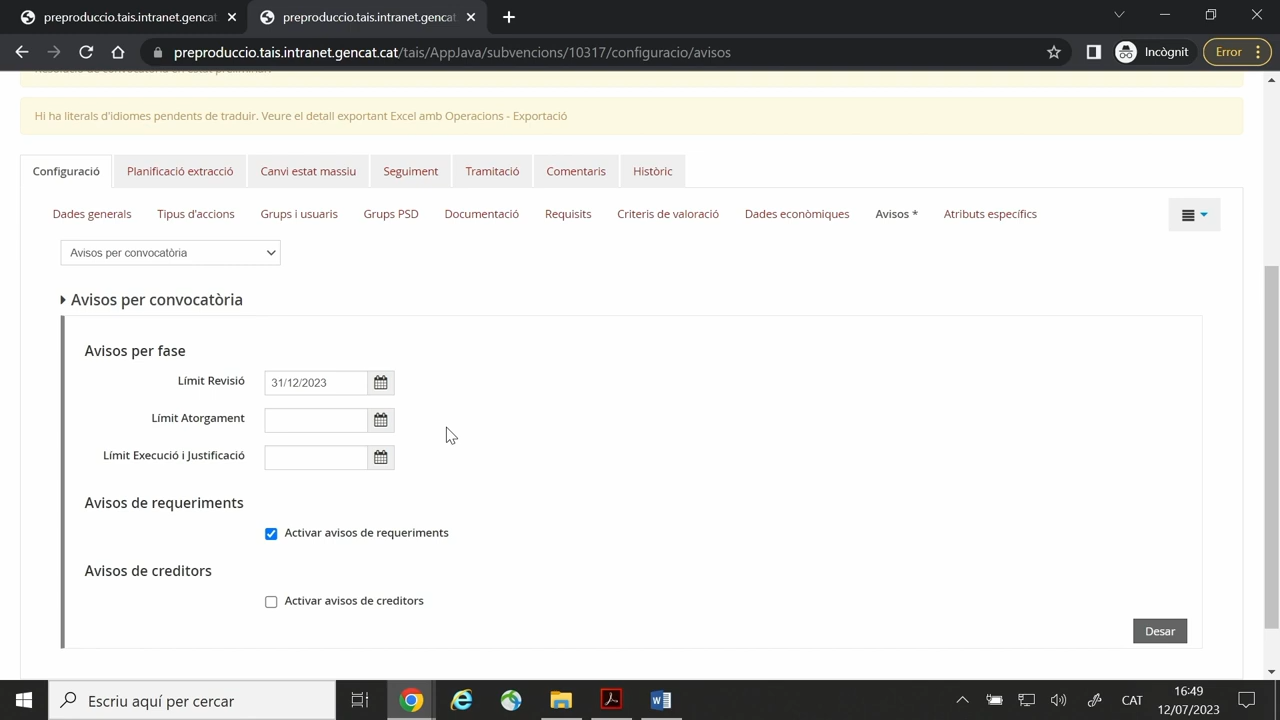 preproduccio.tais.intranet.gencat
preproduccio.tais.intranet.gencat
preproduccio.tais.intranet.gencat.cat/tais/AppJava/subvencions/10317/configuracio/avisos
Incògnit
Error
Hi ha literals d'idiomes pendents de traduir. Veure el detall exportant Excel amb Operacions - Exportació
Configuració Planificació extracció Canvi estat massiu Seguiment Tramitació Comentaris Històric
Dades generals Tipus d'accions Grups i usuaris Grups PSD Documentació Requisits Criteris de valoració Dades econòmiques Avisos * Atributs específics
Avisos per convocatòria
Avisos per convocatòria
Avisos per fase
Límit Revisió 31/12/2023
Límit Atorgament
Límit Execució i Justificació
Avisos de requeriments
Activar avisos de requeriments
Avisos de creditors
Activar avisos de creditors
Desar
Escriu aquí per cercar
CAT
16:49
12/07/2023